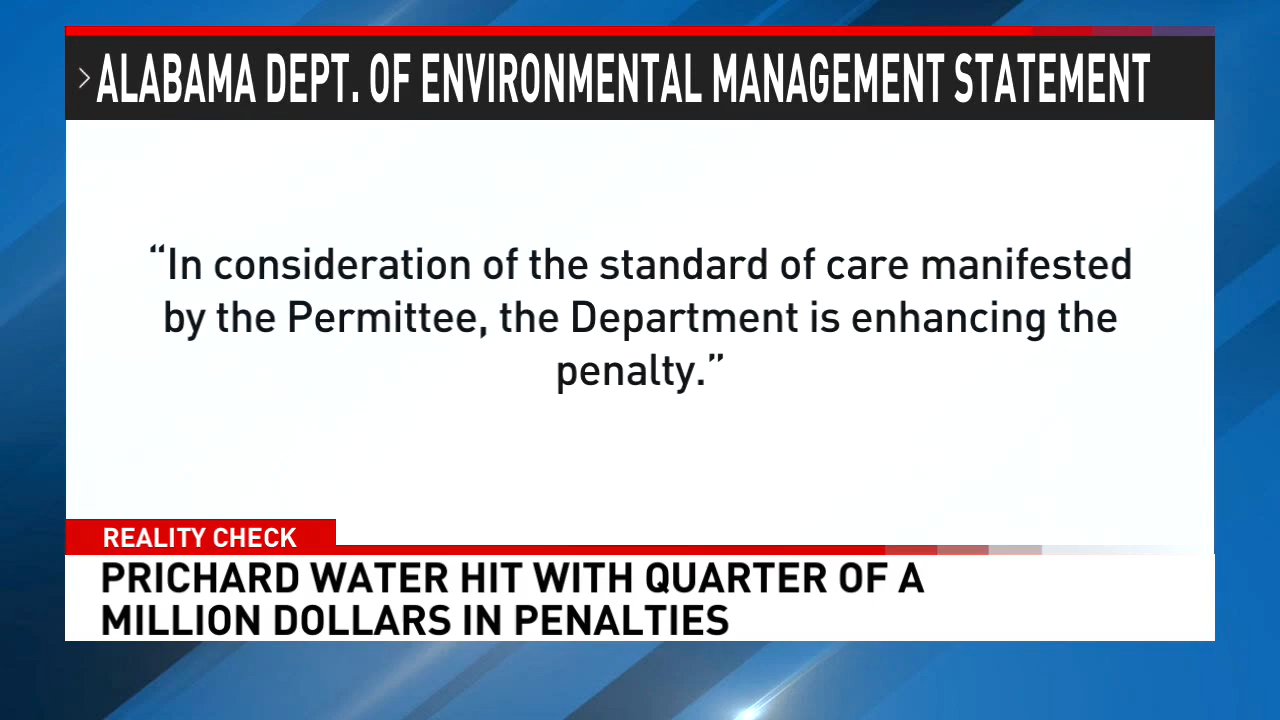 > ALABAMA DEPT. OF ENVIRONMENTAL MANAGEMENT STATEMENT
“In consideration of the standard of care manifested
by the Permittee, the Department is enhancing the
penalty.”
REALITY CHECK
PRICHARD WATER HIT WITH QUARTER OF A
MILLION DOLLARS IN PENALTIES